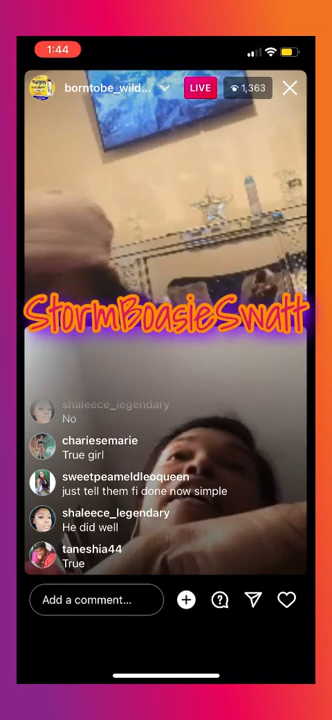 1:44
borntobe_wild...
LIVE
1,363
StormBoasieSwatt
shaleece_legendary
No
chariesemarie
True girl
sweetpeameldleoqueen
just tell them fi done now simple
shaleece_legendary
He did well
taneshia44
True
Add a comment...